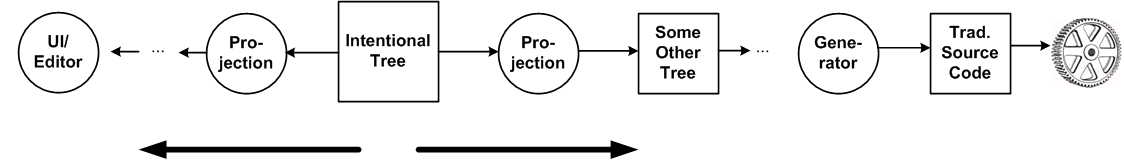 UI/
Editor
...
Pro-
jection
Intentional
Tree
Pro-
jection
Some
Other
Tree
...
Gene-
rator
Trad.
Source
Code